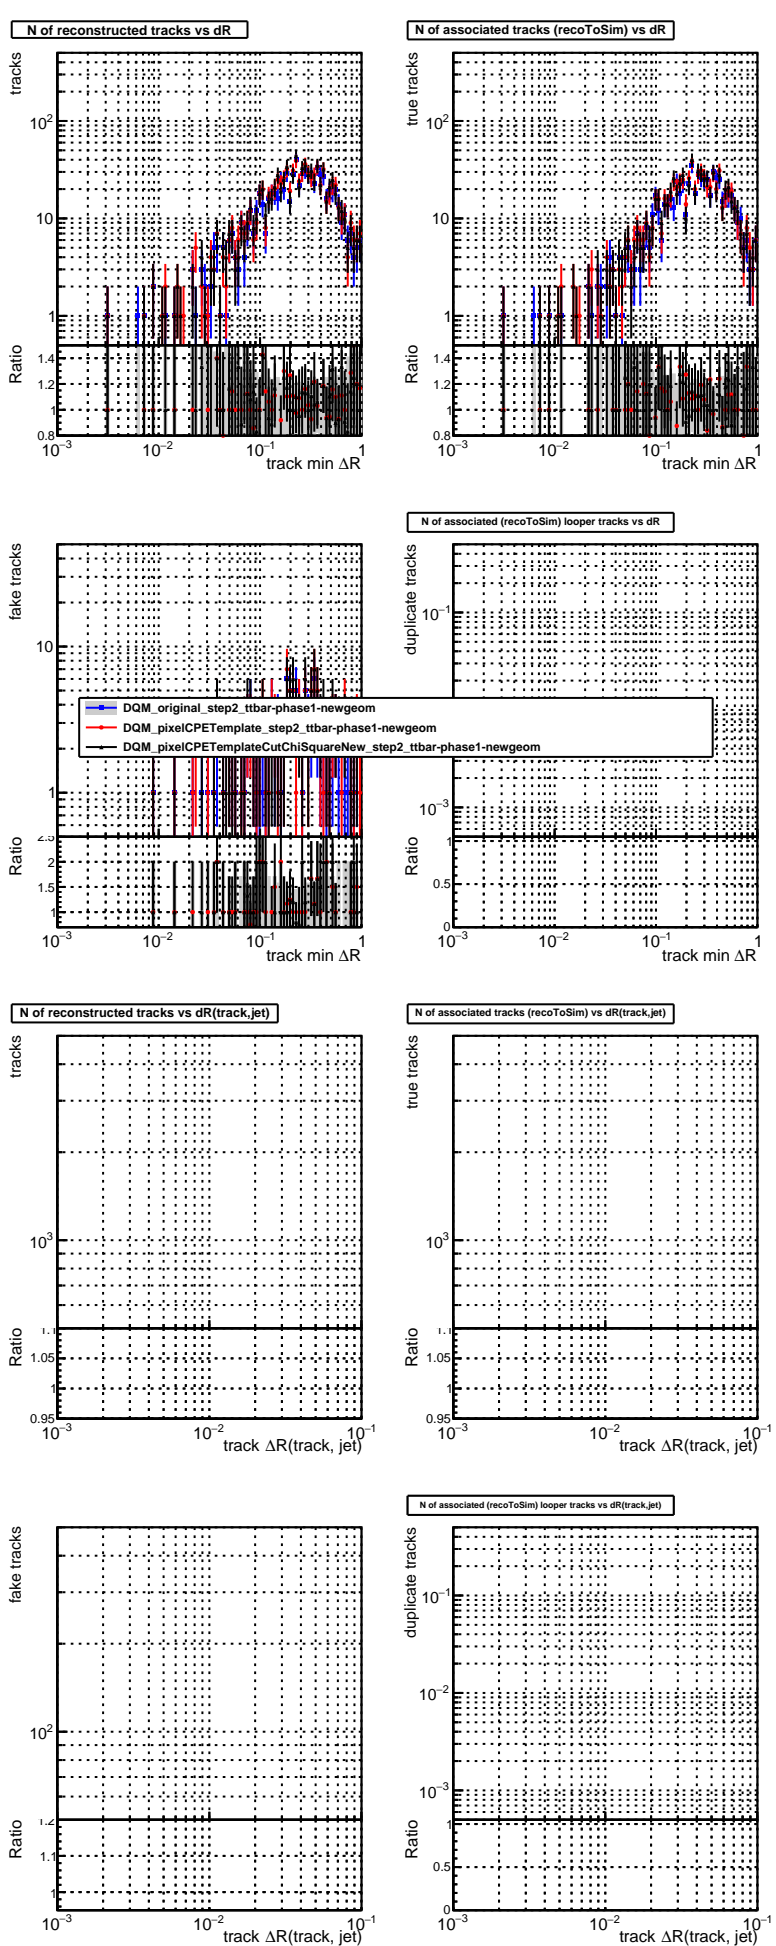 N of reconstructed tracks vs dR
N of associated tracks (recoToSim) vs dR
tracks
10²
10
1
Ratio
1.4
1.2
1
0.8
10⁻³ 10⁻² 10⁻¹ 1
track min ΔR
true tracks
10²
10
1
Ratio
1.4
1.2
1
0.8
10⁻³ 10⁻² 10⁻¹ 1
track min ΔR
N of associated (recoToSim) looper tracks vs dR
fake tracks
10
1
Ratio
2.5
2
1.5
1
10⁻³ 10⁻² 10⁻¹ 1
track min ΔR
duplicate tracks
10⁻¹
10⁻³
Ratio
1
0.5
0
10⁻³ 10⁻² 10⁻¹ 1
track min ΔR
DQM_original_step2_ttbar-phase1-newgeom
DQM_pixelCPETemplate_step2_ttbar-phase1-newgeom
DQM_pixelCPETemplateCutChiSquareNew_step2_ttbar-phase1-newgeom
N of reconstructed tracks vs dR(track,jet)
N of associated tracks (recoToSim) vs dR(track,jet)
tracks
10³
Ratio
1.1
1.05
1
0.95
10⁻³ 10⁻² 10⁻¹
track ΔR(track, jet)
true tracks
10³
Ratio
1.1
1.05
1
0.95
10⁻³ 10⁻² 10⁻¹
track ΔR(track, jet)
N of associated (recoToSim) looper tracks vs dR(track,jet)
fake tracks
10²
Ratio
1.2
1.1
1
10⁻³ 10⁻² 10⁻¹
track ΔR(track, jet)
duplicate tracks
10⁻¹
10⁻²
10⁻³
Ratio
1
0.5
0
10⁻³ 10⁻² 10⁻¹
track ΔR(track, jet)